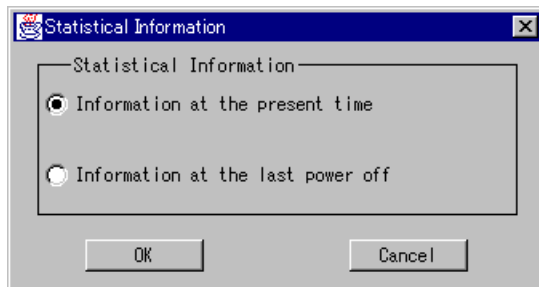 Statistical Information
Statistical Information
Information at the present time
Information at the last power off
OK
Cancel